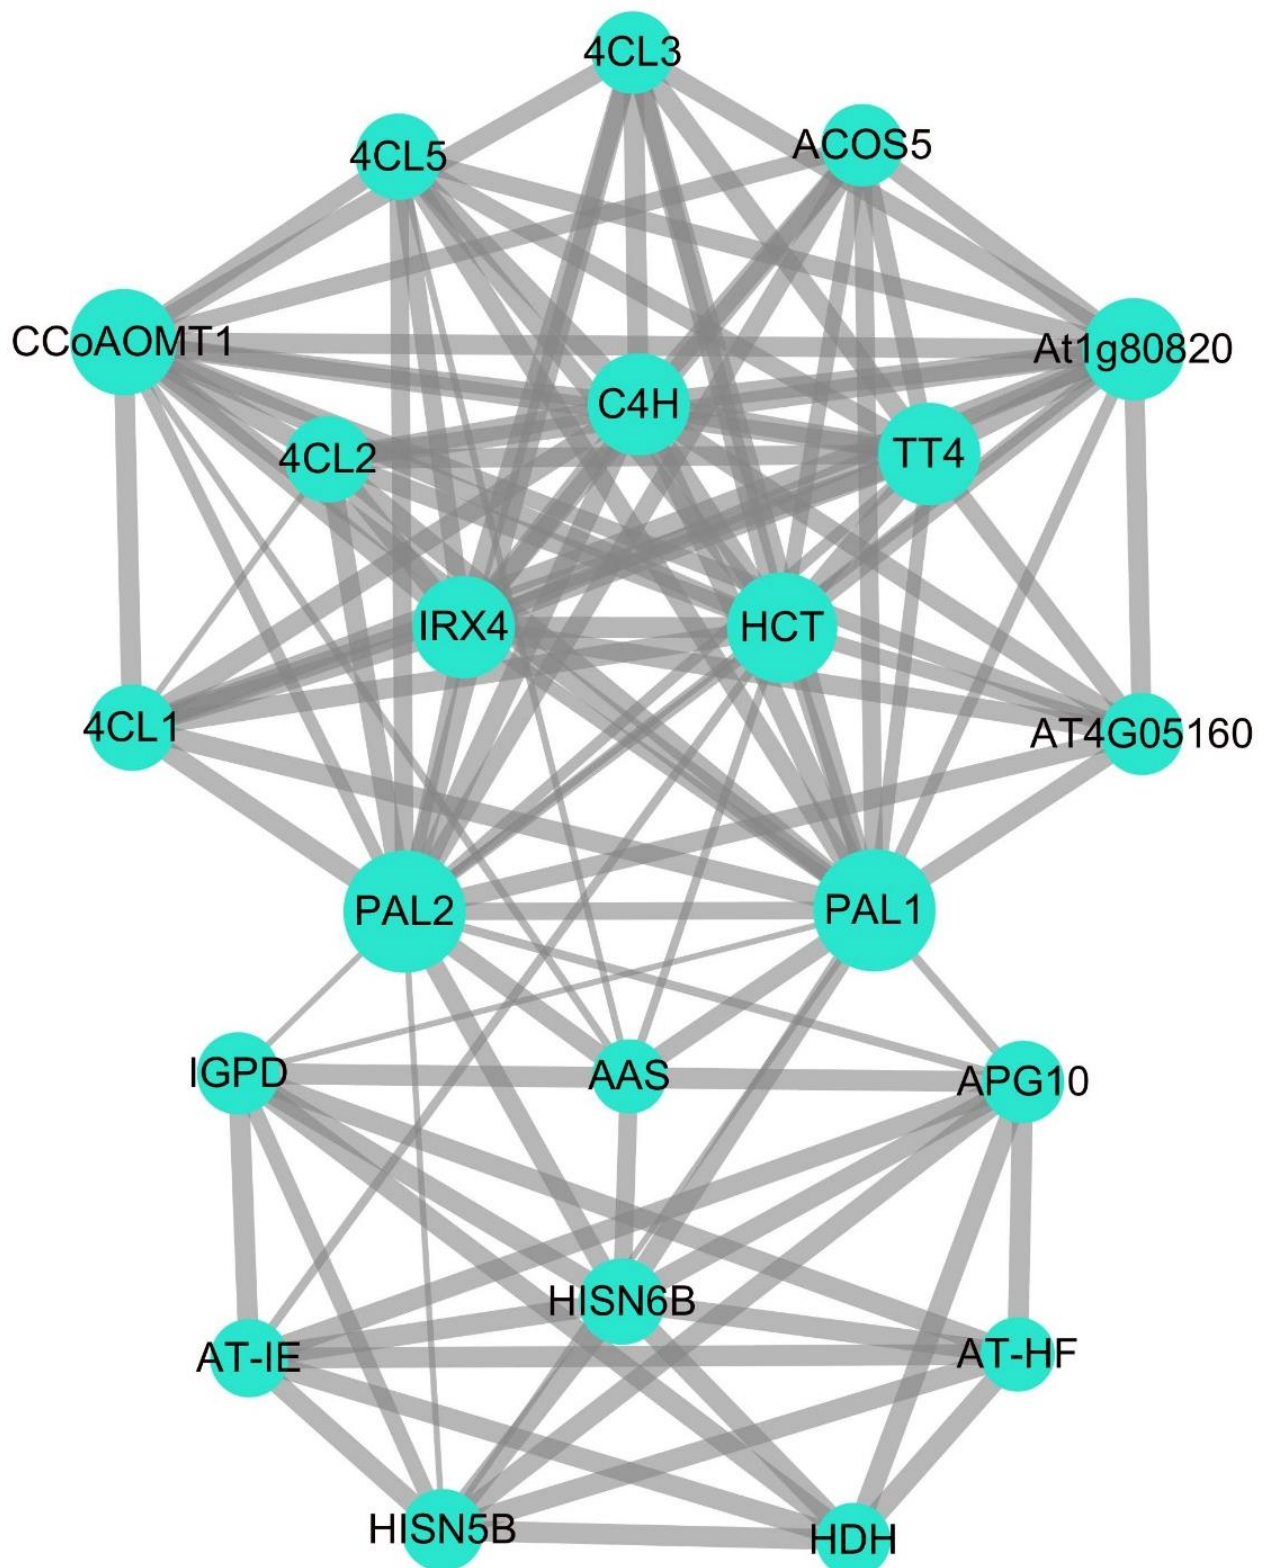 4CL3
ACOS5
4CL5
CCoAOMT1
At1g80820
C4H
4CL2
TT4
IRX4
HCT
4CL1
AT4G05160
PAL2
PAL1
IGPD
AAS
APG10
HISN6B
AT-IE
AT-HF
HISN5B
HDH